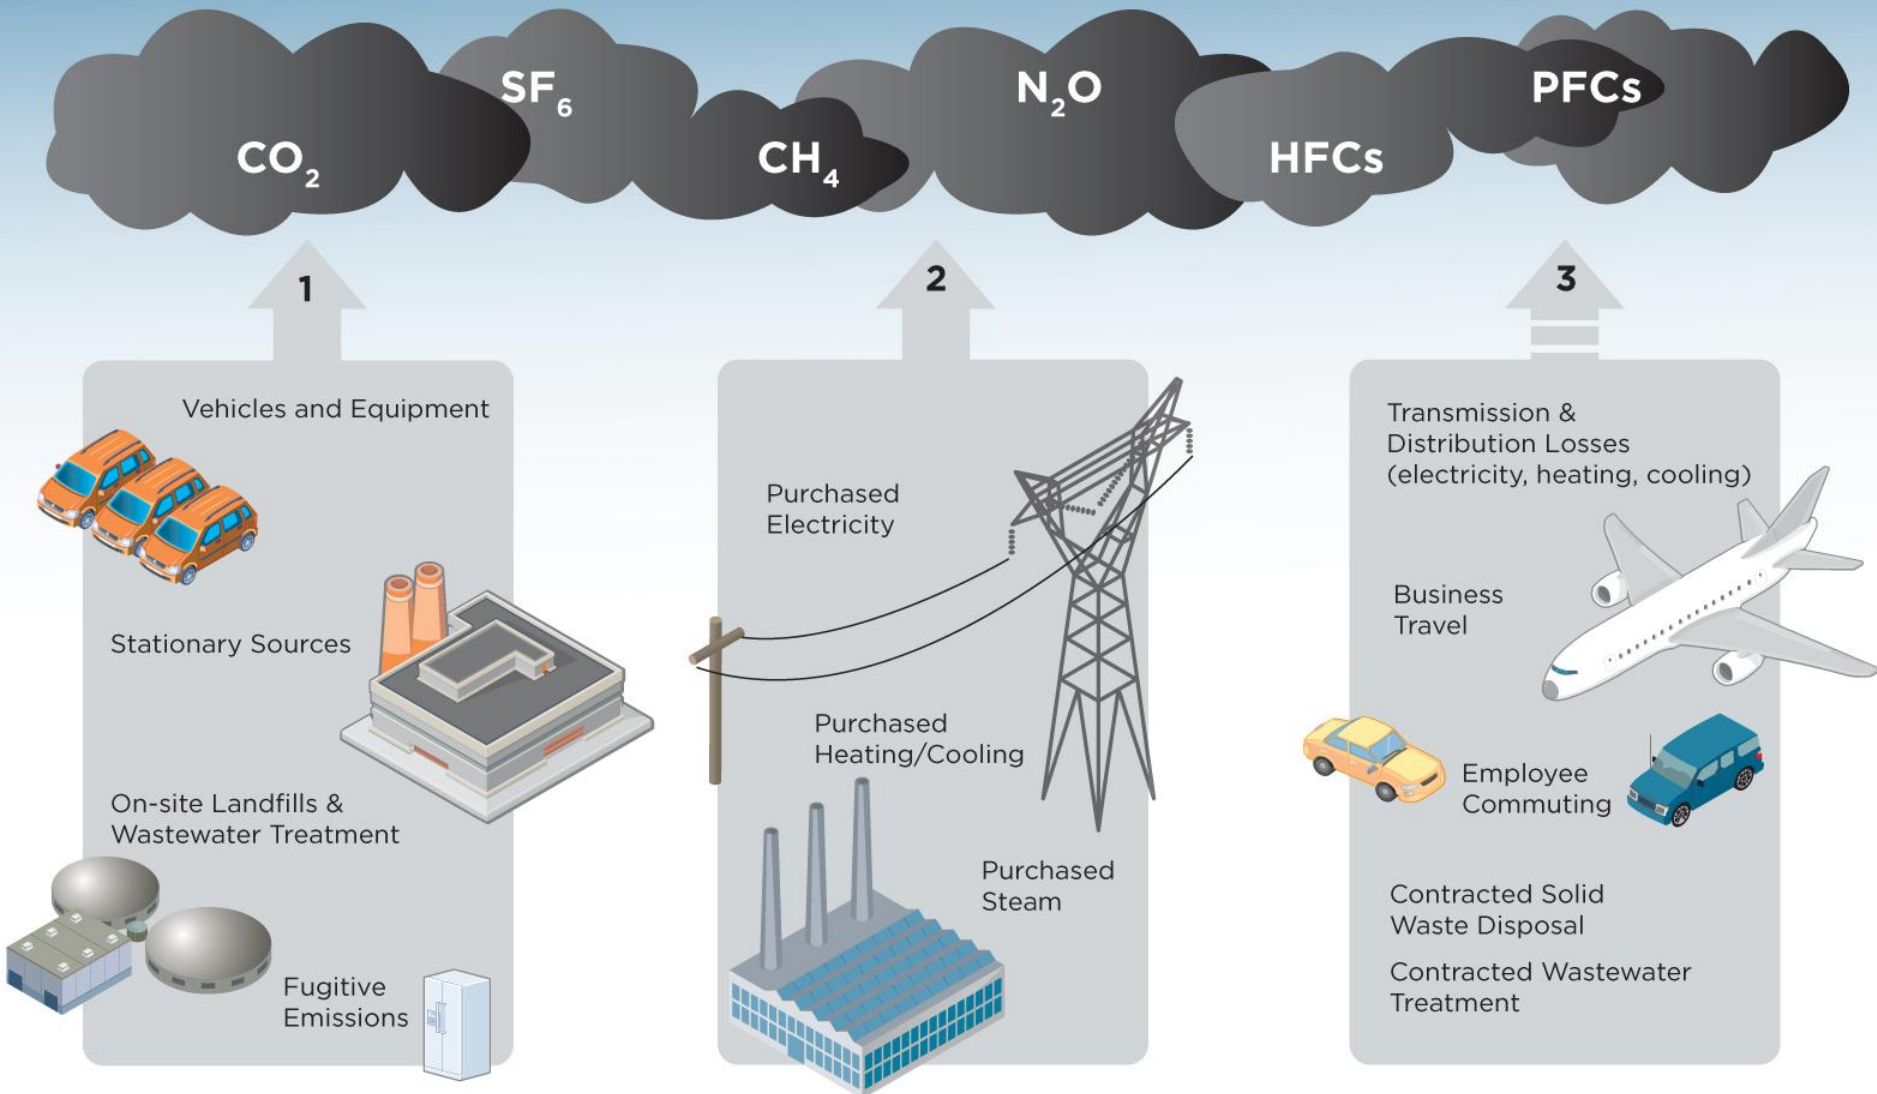 SF₆
N₂O
PFCs
CO₂
CH₄
HFCs
1
2
3
Vehicles and Equipment
Stationary Sources
On-site Landfills &
Wastewater Treatment
Fugitive
Emissions
Purchased
Electricity
Purchased
Heating/Cooling
Purchased
Steam
Transmission &
Distribution Losses
(electricity, heating, cooling)
Business
Travel
Employee
Commuting
Contracted Solid
Waste Disposal
Contracted Wastewater
Treatment